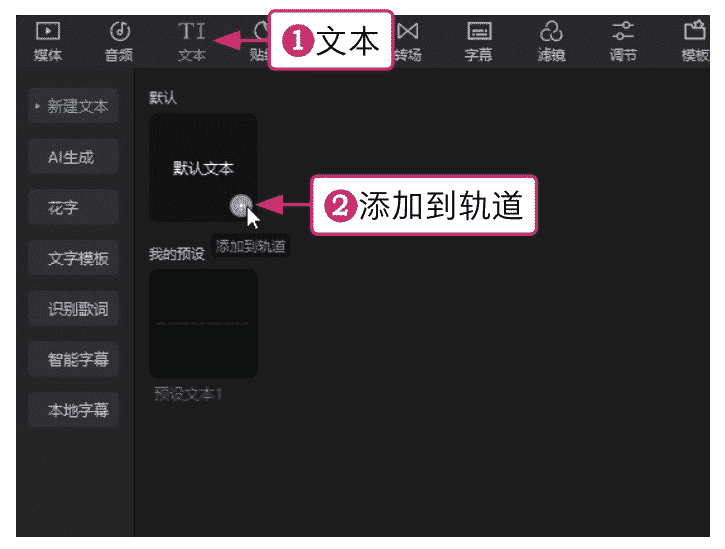 媒体 音频 TI 文本 贴纸 转场 字幕 滤镜 调节 模板
❶文本
新建文本
默认
AI生成
默认文本
花字
❷添加到轨道
添加到轨道
文字模板
我的预设
识别歌词
智能字幕
预设文本1
本地字幕